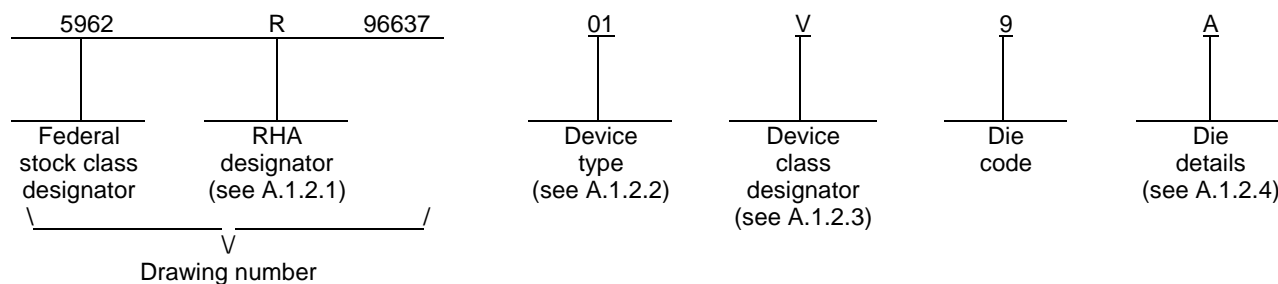 5962 R 96637 01 V 9 A
Federal stock class designator
RHA designator (see A.1.2.1)
Device type (see A.1.2.2)
Device class designator (see A.1.2.3)
Die code
Die details (see A.1.2.4)
\ /
\/
Drawing number